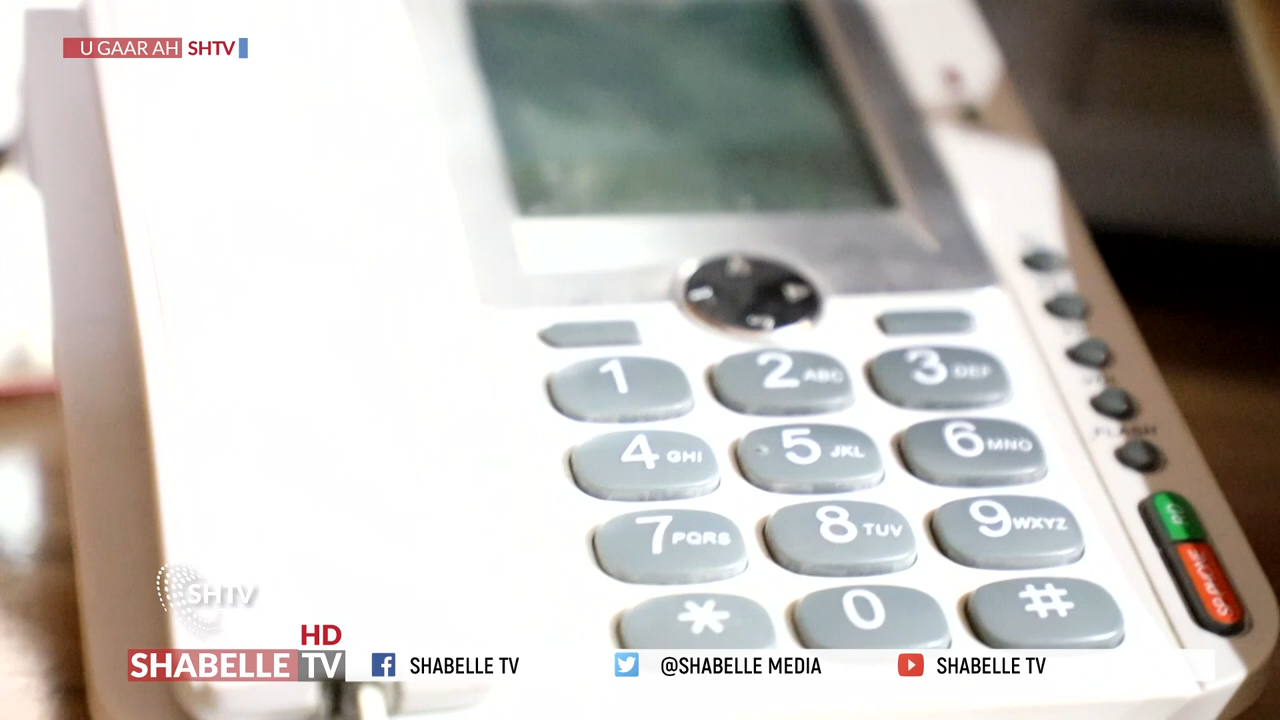 U GAAR AH SHTV
1
2 ABC
3 DEF
4 GHI
5 JKL
6 MNO
FLASH
7 PQRS
8 TUV
9 WXYZ
*
0
#
SHTV
HD
SHABELLE TV
SHABELLE TV
@SHABELLE MEDIA
SHABELLE TV